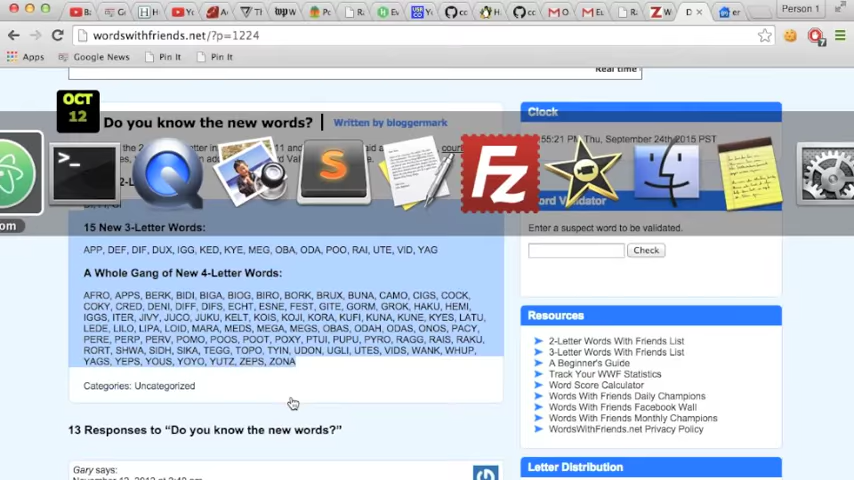 Person 1
wordswithfriends.net/?p=1224
Apps Google News Pin It Pin It
Real time
OCT
12
Do you know the new words?
Written by bloggermark
Clock
PST
Enter a suspect word to be validated.
Check
15 New 3-Letter Words:
APP, DEF, DIF, DUX, IGG, KED, KYE, MEG, OBA, ODA, POO, RAI, UTE, VID, YAG
A Whole Gang of New 4-Letter Words:
AFRO, APPS, BERK, BIDI, BIGA, BIOG, BIRO, BORK, BRUX, BUNA, CAMO, CIGS, COCK,
COKY, CRED, DENI, DIFF, DIFS, ECHT, ESNE, FEST, GITE, GORM, GROK, HAKU, HEMI,
IGGS, ITER, JIVY, JUCO, JUKU, KELT, KOIS, KOJI, KORA, KUFI, KUNA, KUNE, KYES, LATU,
LEDE, LILO, LIPA, LOID, MARA, MEDS, MEGA, MEGS, OBAS, ODAH, ODAS, ONOS, PACY,
PERE, PERP, PERV, POMO, POOS, POOT, POXY, PTUI, PUPU, PYRO, RAGG, RAIS, RAKU,
RORT, SHWA, SIDH, SIKA, TEGG, TOPO, TYIN, UDON, UGLI, UTES, VIDS, WANK, WHUP,
YAGS, YEPS, YOUS, YOYO, YUTZ, ZEPS, ZONA
Categories: Uncategorized
13 Responses to “Do you know the new words?”
Gary says:
Resources
2-Letter Words With Friends List
3-Letter Words With Friends List
A Beginner's Guide
Track Your WWF Statistics
Word Score Calculator
Words With Friends Daily Champions
Words With Friends Facebook Wall
Words With Friends Monthly Champions
WordsWithFriends.net Privacy Policy
Letter Distribution